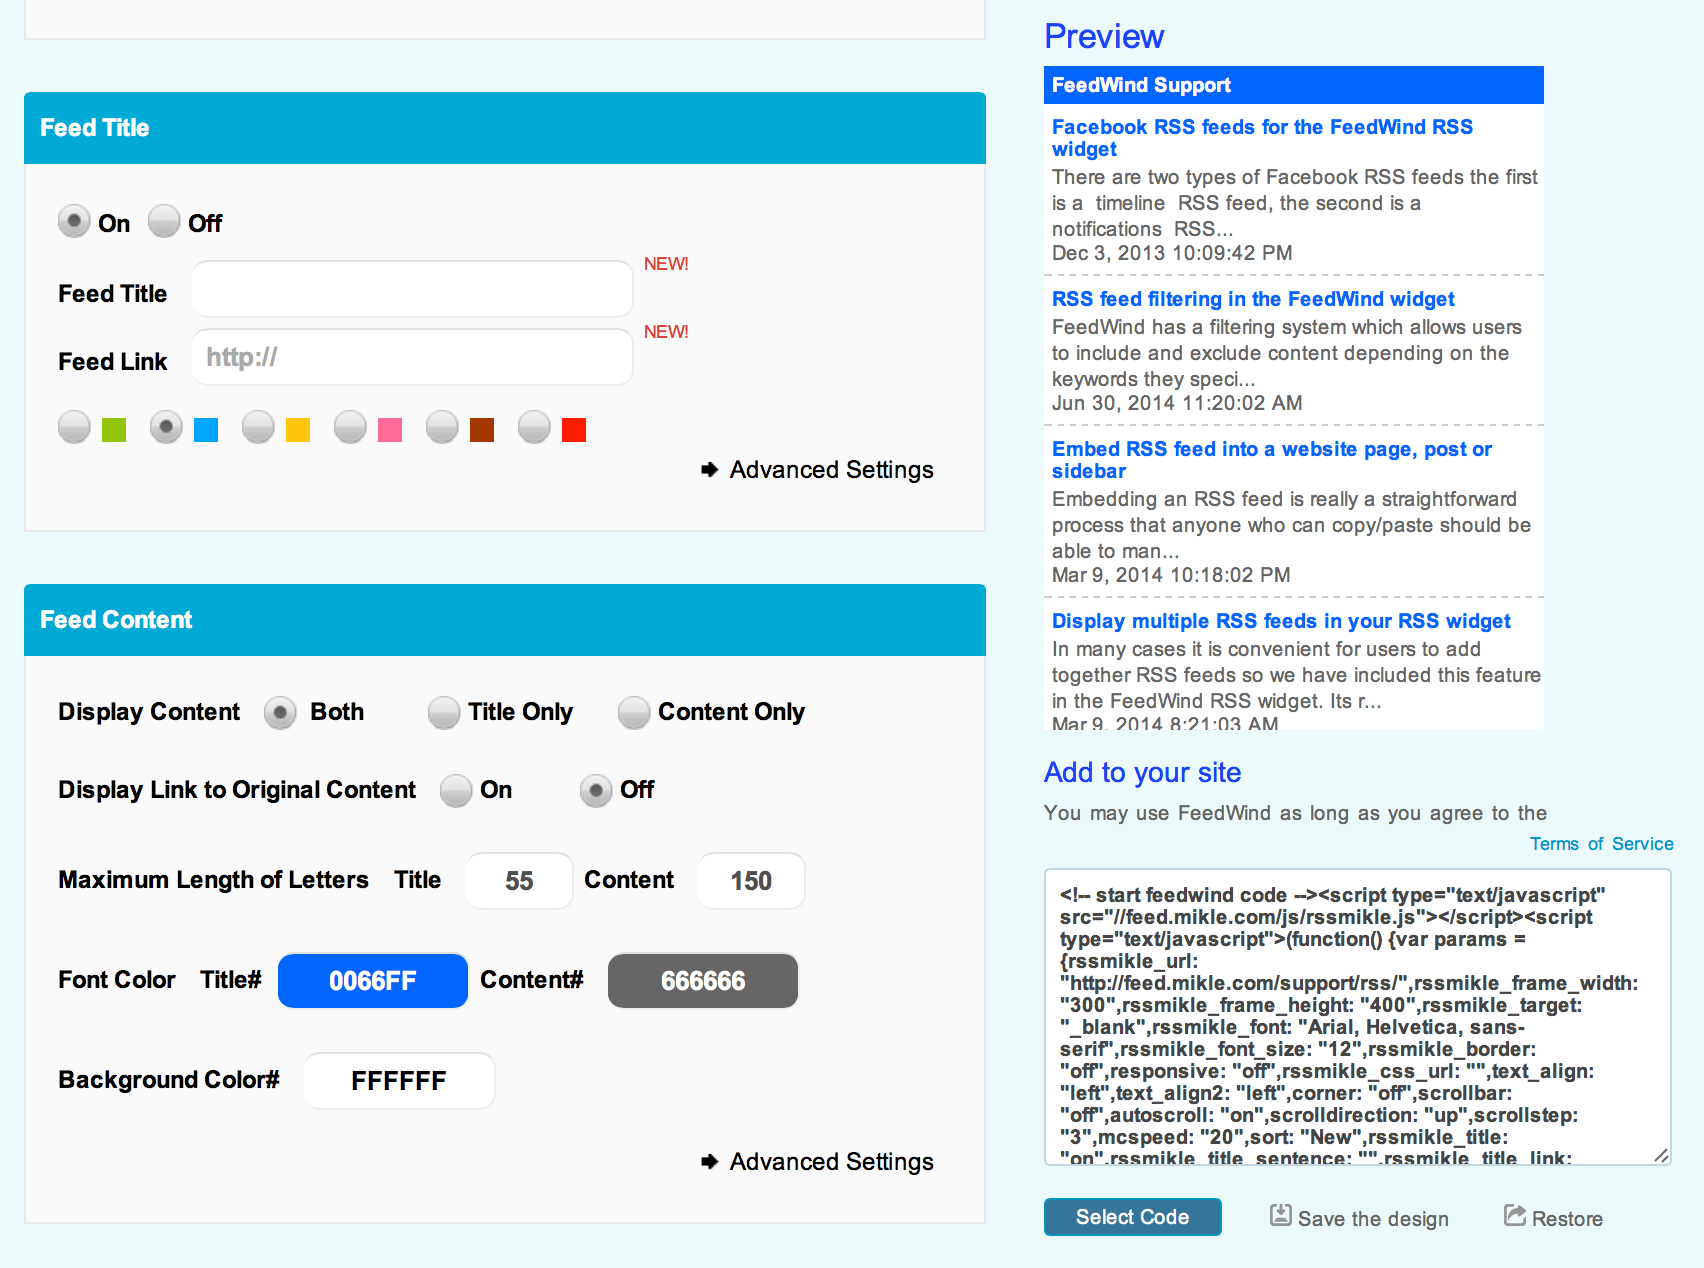 Feed Title
On Off
Feed Title NEW!
Feed Link http:// NEW!
Advanced Settings
Feed Content
Display Content Both Title Only Content Only
Display Link to Original Content On Off
Maximum Length of Letters Title 55 Content 150
Font Color Title# 0066FF Content# 666666
Background Color# FFFFFF
Advanced Settings
Preview
FeedWind Support
Facebook RSS feeds for the FeedWind RSS
widget
There are two types of Facebook RSS feeds the first
is a timeline RSS feed, the second is a
notifications RSS...
Dec 3, 2013 10:09:42 PM
RSS feed filtering in the FeedWind widget
FeedWind has a filtering system which allows users
to include and exclude content depending on the
keywords they speci...
Jun 30, 2014 11:20:02 AM
Embed RSS feed into a website page, post or
sidebar
Embedding an RSS feed is really a straightforward
process that anyone who can copy/paste should be
able to man...
Mar 9, 2014 10:18:02 PM
Display multiple RSS feeds in your RSS widget
In many cases it is convenient for users to add
together RSS feeds so we have included this feature
in the FeedWind RSS widget. Its r...
Mar 9, 2014 8:21:03 AM
Add to your site
You may use FeedWind as long as you agree to the
Terms of Service
<!-- start feedwind code --><script type="text/javascript"
src="//feed.mikle.com/js/rssmikle.js"></script><script
type="text/javascript">(function() {var params =
{rssmikle_url:
"http://feed.mikle.com/support/rss/",rssmikle_frame_width:
"300",rssmikle_frame_height: "400",rssmikle_target:
"_blank",rssmikle_font: "Arial, Helvetica, sans-
serif",rssmikle_font_size: "12",rssmikle_border:
"off",responsive: "off",rssmikle_css_url: "",text_align:
"left",text_align2: "left",corner: "off",scrollbar:
"off",autoscroll: "on",scrolldirection: "up",scrollstep:
"3",mcspeed: "20",sort: "New",rssmikle_title:
"on",rssmikle_title_sentence: "",rssmikle_title_link:
Select Code Save the design Restore